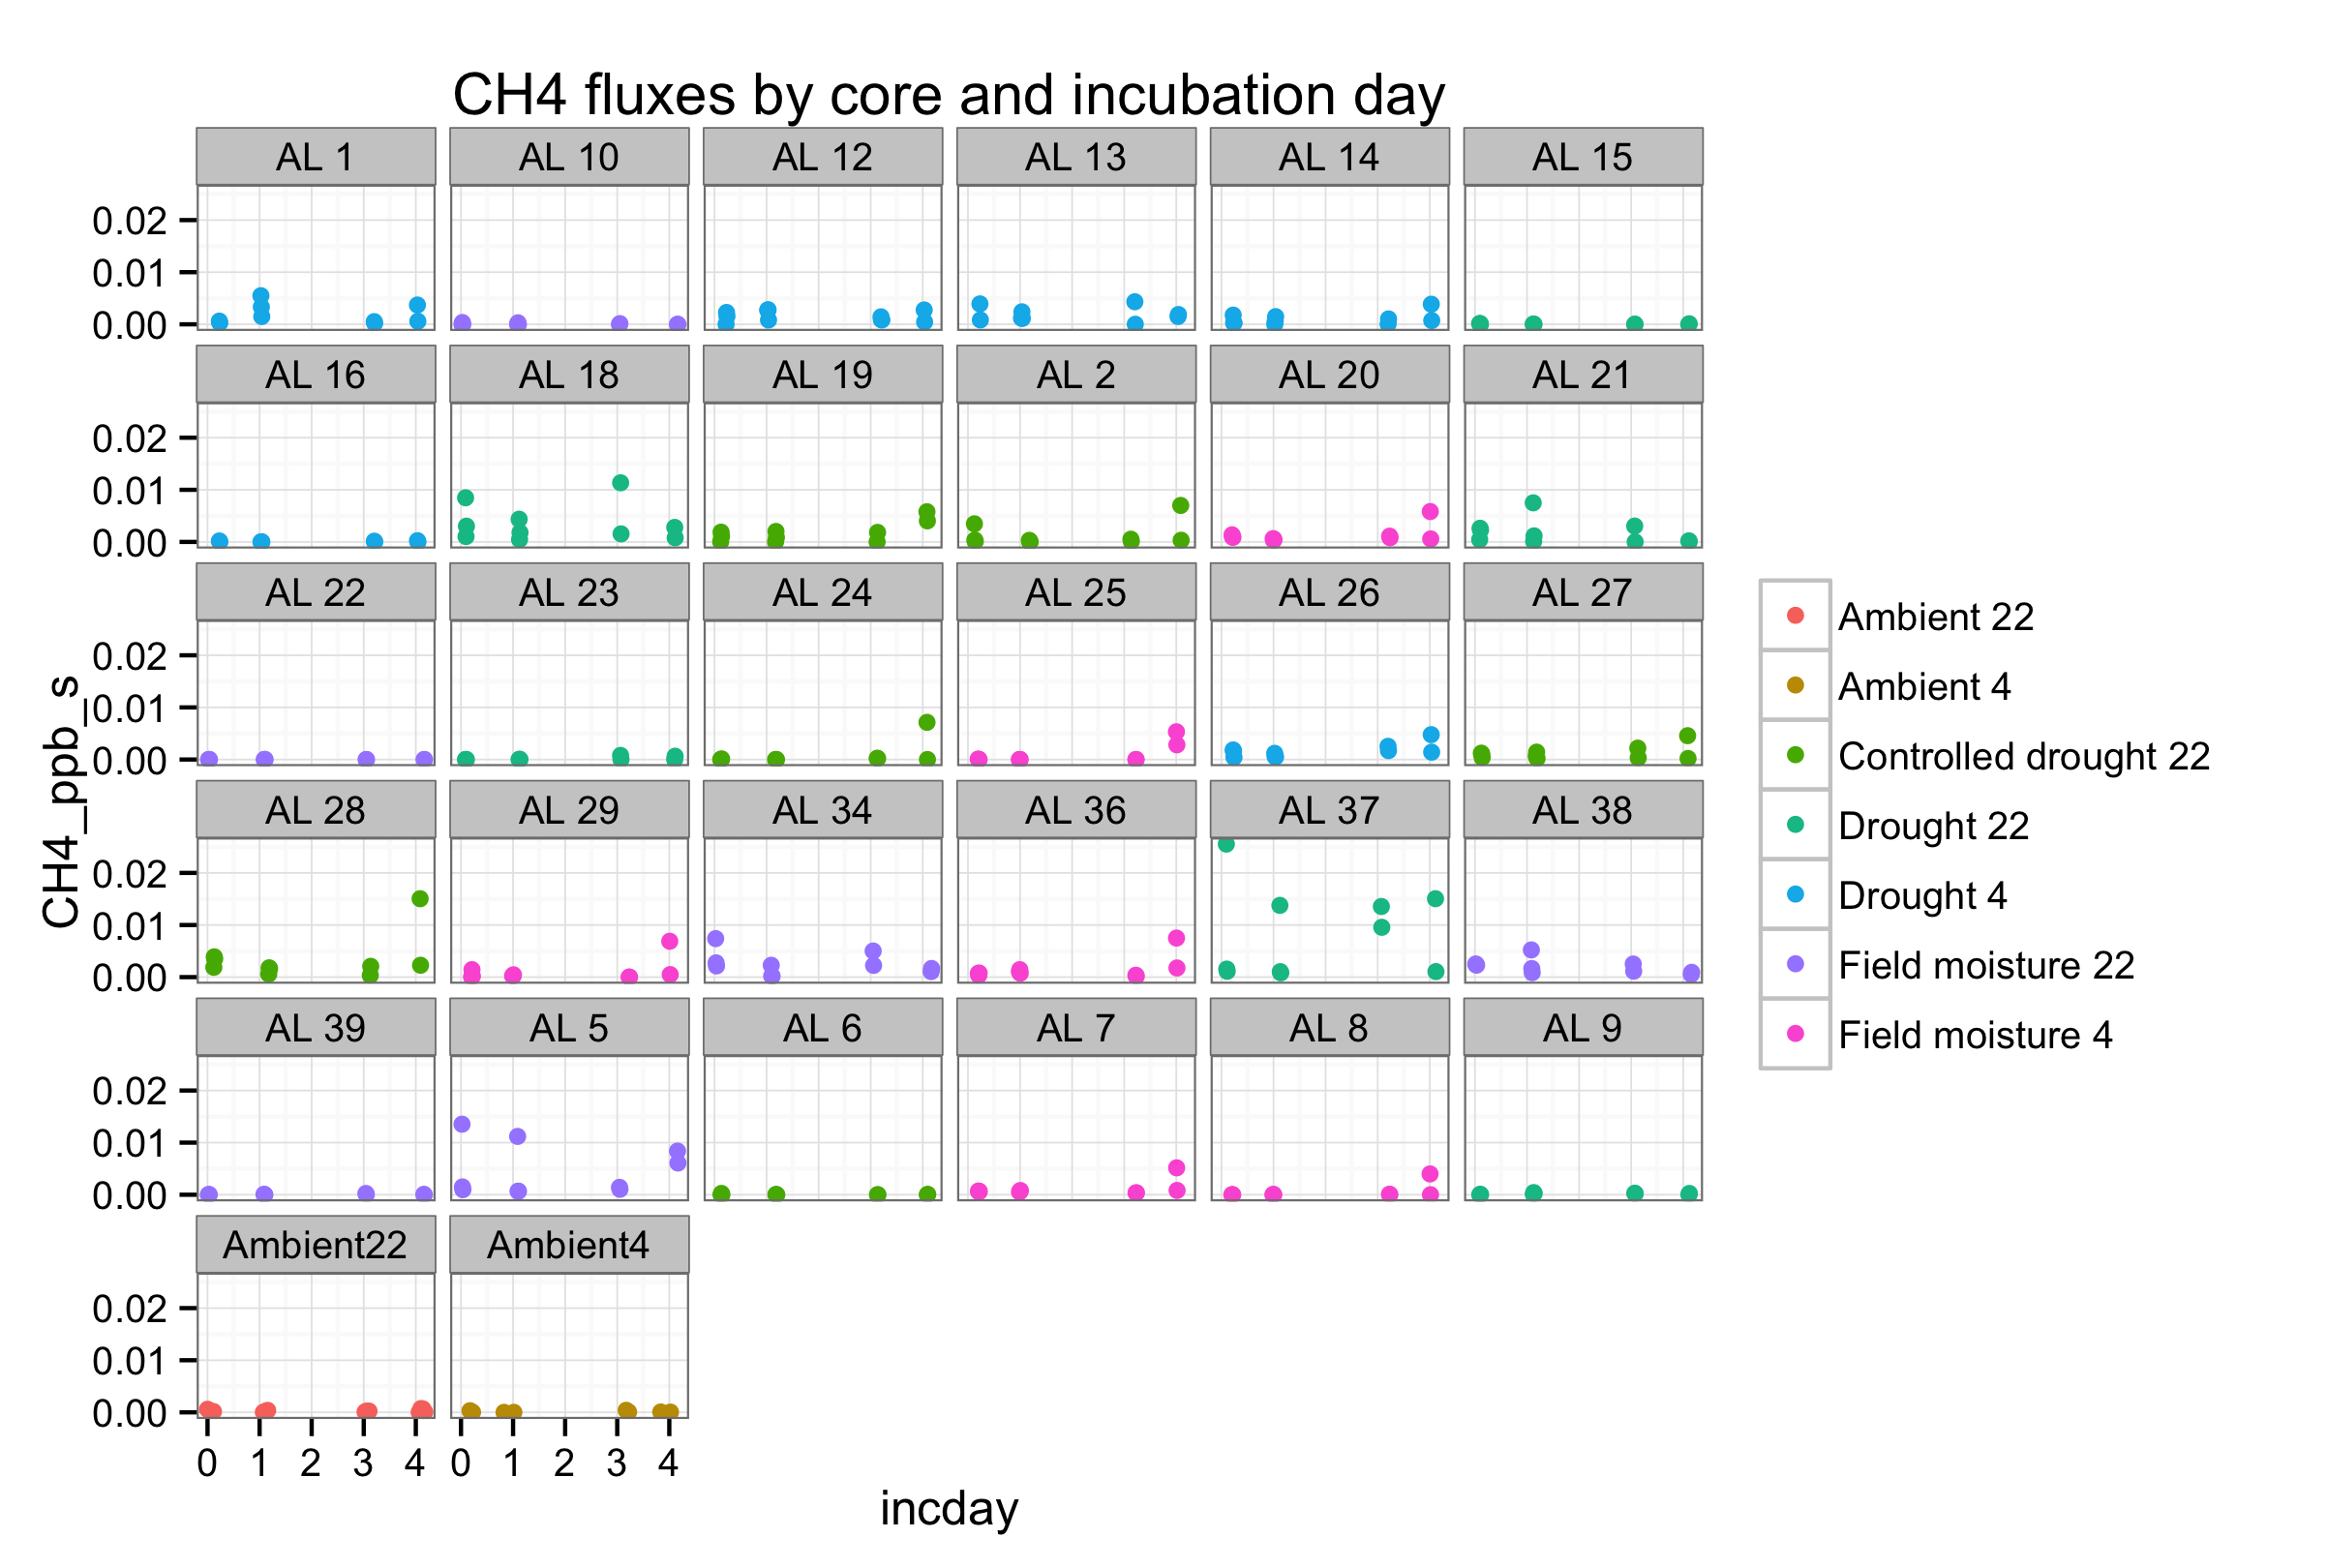 CH4 fluxes by core and incubation day
AL 1 AL 10 AL 12 AL 13 AL 14 AL 15
0.02
0.01
0.00
AL 16 AL 18 AL 19 AL 2 AL 20 AL 21
0.02
0.01
0.00
AL 22 AL 23 AL 24 AL 25 AL 26 AL 27
0.02
0.01
0.00
AL 28 AL 29 AL 34 AL 36 AL 37 AL 38
0.02
0.01
0.00
AL 39 AL 5 AL 6 AL 7 AL 8 AL 9
0.02
0.01
0.00
Ambient22 Ambient4
0.02
0.01
0.00
0 1 2 3 4 0 1 2 3 4
incday
CH4_ppb_s
Ambient 22
Ambient 4
Controlled drought 22
Drought 22
Drought 4
Field moisture 22
Field moisture 4